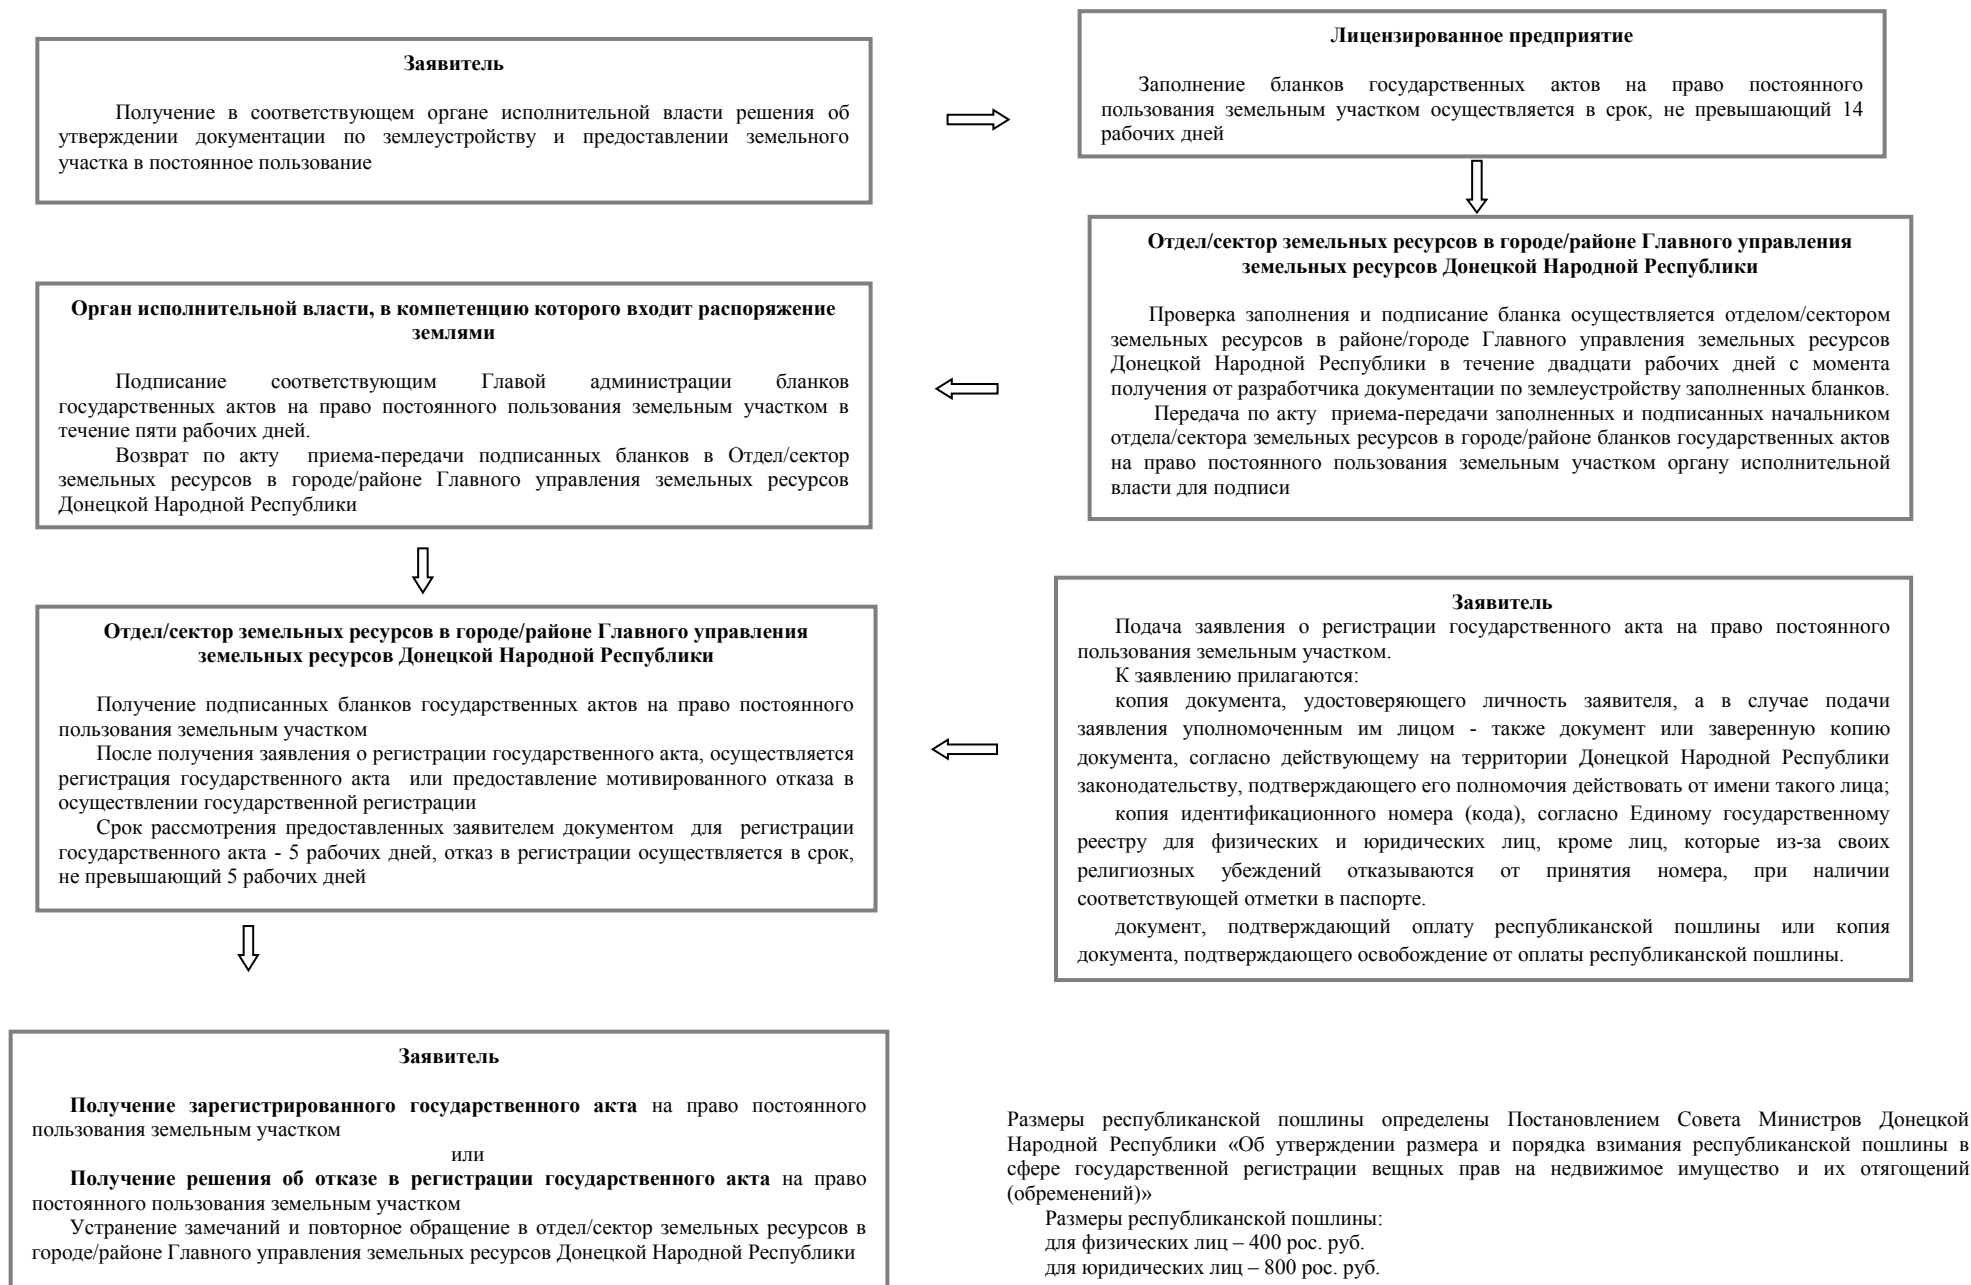 Заявитель
Получение в соответствующем органе исполнительной власти решения об
утверждении документации по землеустройству и предоставлении земельного
участка в постоянное пользование
Лицензированное предприятие
Заполнение бланков государственных актов на право постоянного
пользования земельным участком осуществляется в срок, не превышающий 14
рабочих дней
Отдел/сектор земельных ресурсов в городе/районе Главного управления
земельных ресурсов Донецкой Народной Республики
Проверка заполнения и подписание бланка осуществляется отделом/сектором
земельных ресурсов в районе/городе Главного управления земельных ресурсов
Донецкой Народной Республики в течение двадцати рабочих дней с момента
получения от разработчика документации по землеустройству заполненных бланков.
Передача по акту приема-передачи заполненных и подписанных начальником
отдела/сектора земельных ресурсов в городе/районе бланков государственных актов
на право постоянного пользования земельным участком органу исполнительной
власти для подписи
Орган исполнительной власти, в компетенцию которого входит распоряжение
землями
Подписание соответствующим Главой администрации бланков
государственных актов на право постоянного пользования земельным участком в
течение пяти рабочих дней.
Возврат по акту приема-передачи подписанных бланков в Отдел/сектор
земельных ресурсов в городе/районе Главного управления земельных ресурсов
Донецкой Народной Республики
Отдел/сектор земельных ресурсов в городе/районе Главного управления
земельных ресурсов Донецкой Народной Республики
Получение подписанных бланков государственных актов на право постоянного
пользования земельным участком
После получения заявления о регистрации государственного акта, осуществляется
регистрация государственного акта или предоставление мотивированного отказа в
осуществлении государственной регистрации
Срок рассмотрения предоставленных заявителем документом для регистрации
государственного акта - 5 рабочих дней, отказ в регистрации осуществляется в срок,
не превышающий 5 рабочих дней
Заявитель
Подача заявления о регистрации государственного акта на право постоянного
пользования земельным участком.
К заявлению прилагаются:
копия документа, удостоверяющего личность заявителя, а в случае подачи
заявления уполномоченным им лицом - также документ или заверенную копию
документа, согласно действующему на территории Донецкой Народной Республики
законодательству, подтверждающего его полномочия действовать от имени такого лица;
копия идентификационного номера (кода), согласно Единому государственному
реестру для физических и юридических лиц, кроме лиц, которые из-за своих
религиозных убеждений отказываются от принятия номера, при наличии
соответствующей отметки в паспорте.
документ, подтверждающий оплату республиканской пошлины или копия
документа, подтверждающего освобождение от оплаты республиканской пошлины.
Заявитель
Получение зарегистрированного государственного акта на право постоянного
пользования земельным участком
или
Получение решения об отказе в регистрации государственного акта на право
постоянного пользования земельным участком
Устранение замечаний и повторное обращение в отдел/сектор земельных ресурсов в
городе/районе Главного управления земельных ресурсов Донецкой Народной Республики
Размеры республиканской пошлины определены Постановлением Совета Министров Донецкой
Народной Республики «Об утверждении размера и порядка взимания республиканской пошлины в
сфере государственной регистрации вещных прав на недвижимое имущество и их отягощений
(обременений)»
Размеры республиканской пошлины:
для физических лиц – 400 рос. руб.
для юридических лиц – 800 рос. руб.